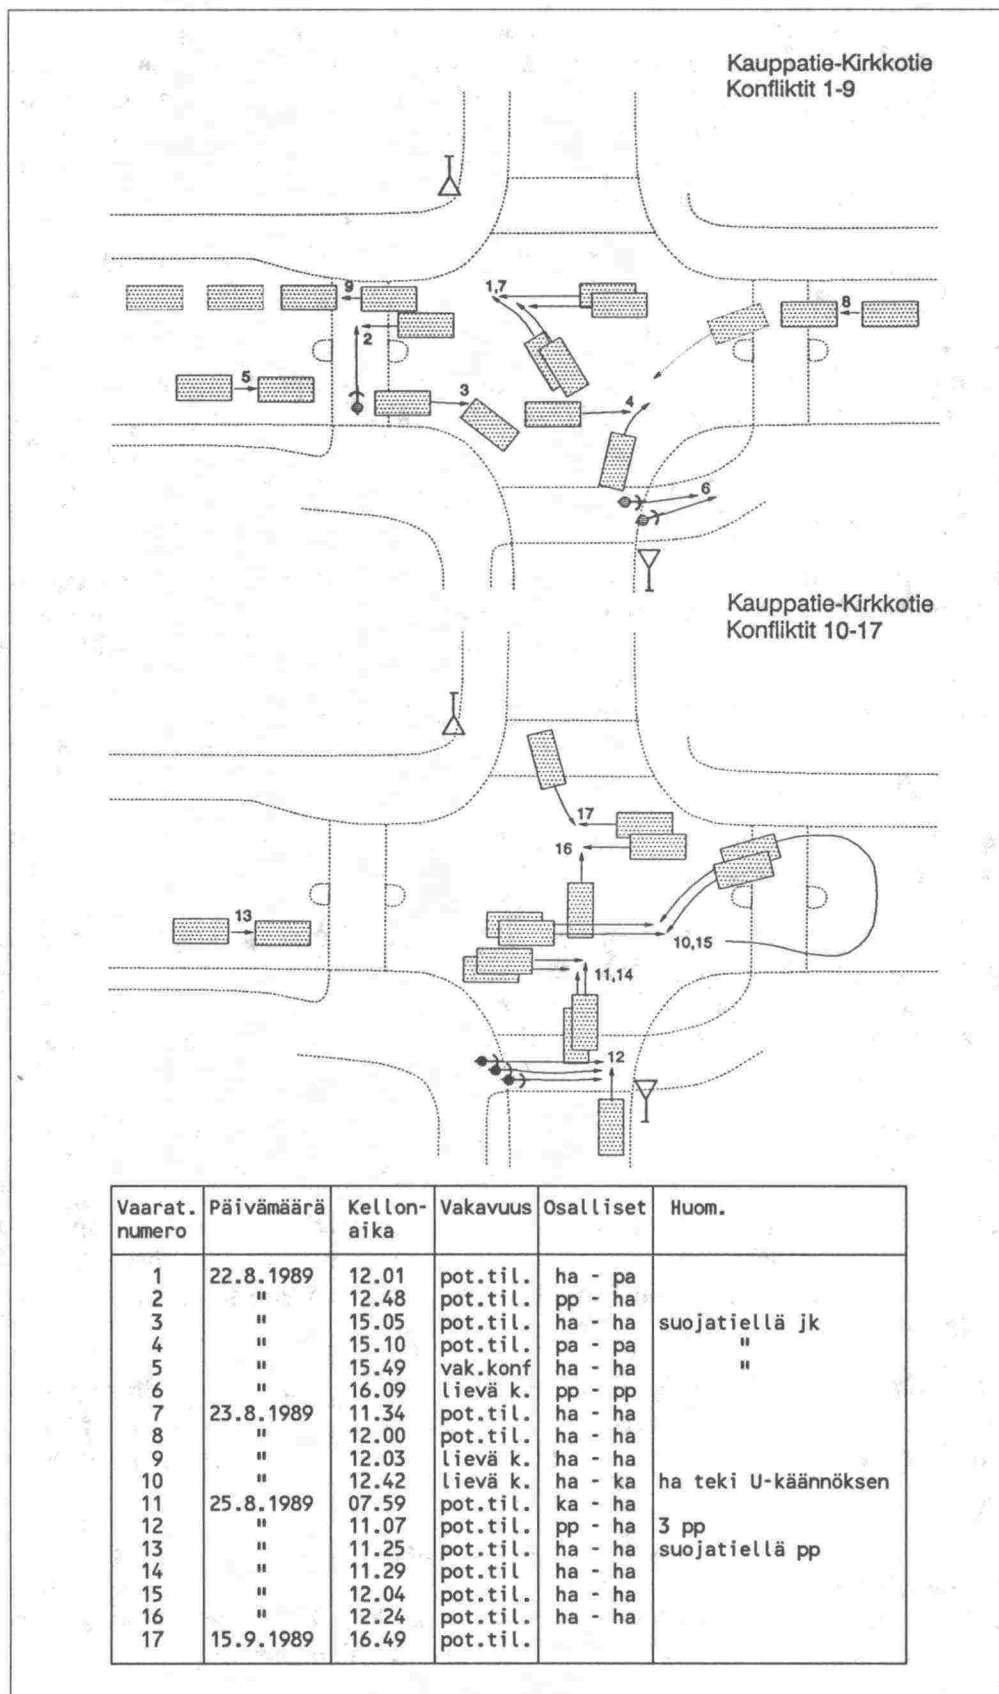 Kauppatie-Kirkkotie
Konfliktit 1-9
9
1,7
8
2
5
3
4
6
Kauppatie-Kirkkotie
Konfliktit 10-17
17
16
13
10,15
11,14
12
Vaarat. numero Päivämäärä Kellon-aika Vakavuus Osalliset Huom.
1 22.8.1989 12.01 pot.til. ha - pa
2 " 12.48 pot.til. pp - ha
3 " 15.05 pot.til. ha - ha suojatiellä jk
4 " 15.10 pot.til. pa - pa "
5 " 15.49 vak.konf ha - ha "
6 " 16.09 lievä k. pp - pp
7 23.8.1989 11.34 pot.til. ha - ha
8 " 12.00 pot.til. ha - ha
9 " 12.03 lievä k. ha - ha
10 " 12.42 lievä k. ha - ka ha teki U-käännöksen
11 25.8.1989 07.59 pot.til. ka - ha
12 " 11.07 pot.til. pp - ha 3 pp
13 " 11.25 pot.til. ha - ha suojatiellä pp
14 " 11.29 pot.til ha - ha
15 " 12.04 pot.til. ha - ha
16 " 12.24 pot.til. ha - ha
17 15.9.1989 16.49 pot.til.